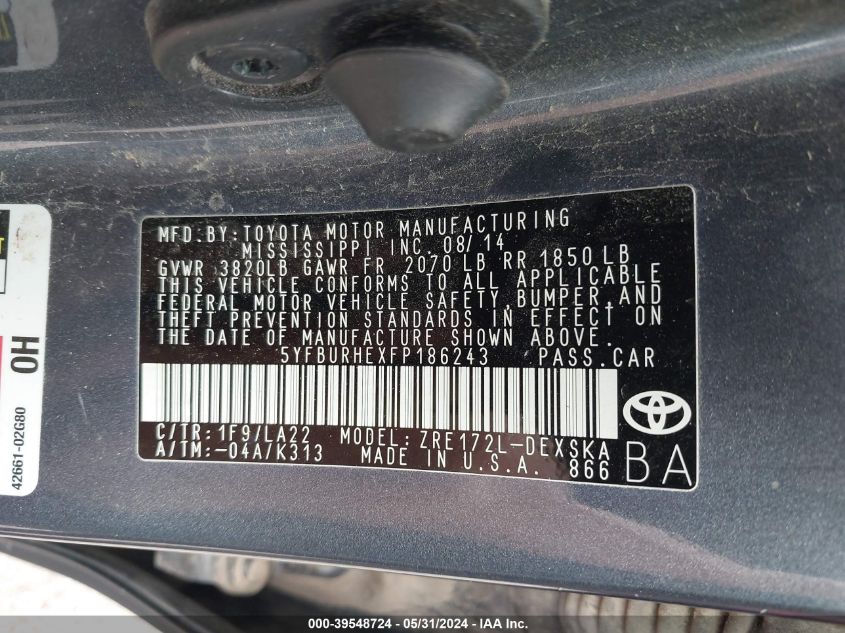 MFD.BY:TOYOTA MOTOR MANUFACTURING
MISSISSIPPI INC. 08/14
GVWR 3820LB GAWR FR 2070 LB RR 1850 LB
THIS VEHICLE CONFORMS TO ALL APPLICABLE
FEDERAL MOTOR VEHICLE SAFETY,BUMPER,AND
THEFT PREVENTION STANDARDS IN EFFECT ON
THE DATE OF MANUFACTURE SHOWN ABOVE.
5YFBURHEXFP186243 PASS.CAR
C/TR:1F9/LA22 MODEL:ZRE172L-DEXSKA
A/TM:-04A/K313 MADE IN U.S.A. 866
BA
OH
42661-02G80
000-39548724 — 05/31/2024 — © IAA, Inc.